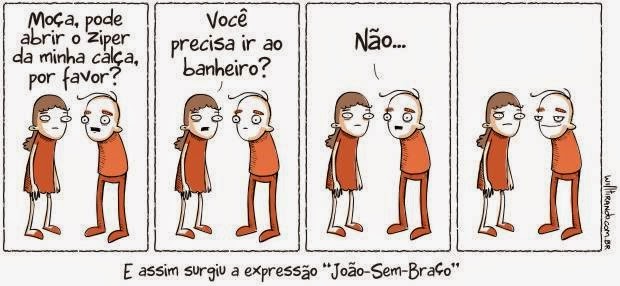 Moça, pode
abrir o zíper
da minha calça,
por favor?
Você
precisa ir ao
banheiro?
Não...
willtirando.com.br
E assim surgiu a expressão "João-Sem-Braço"